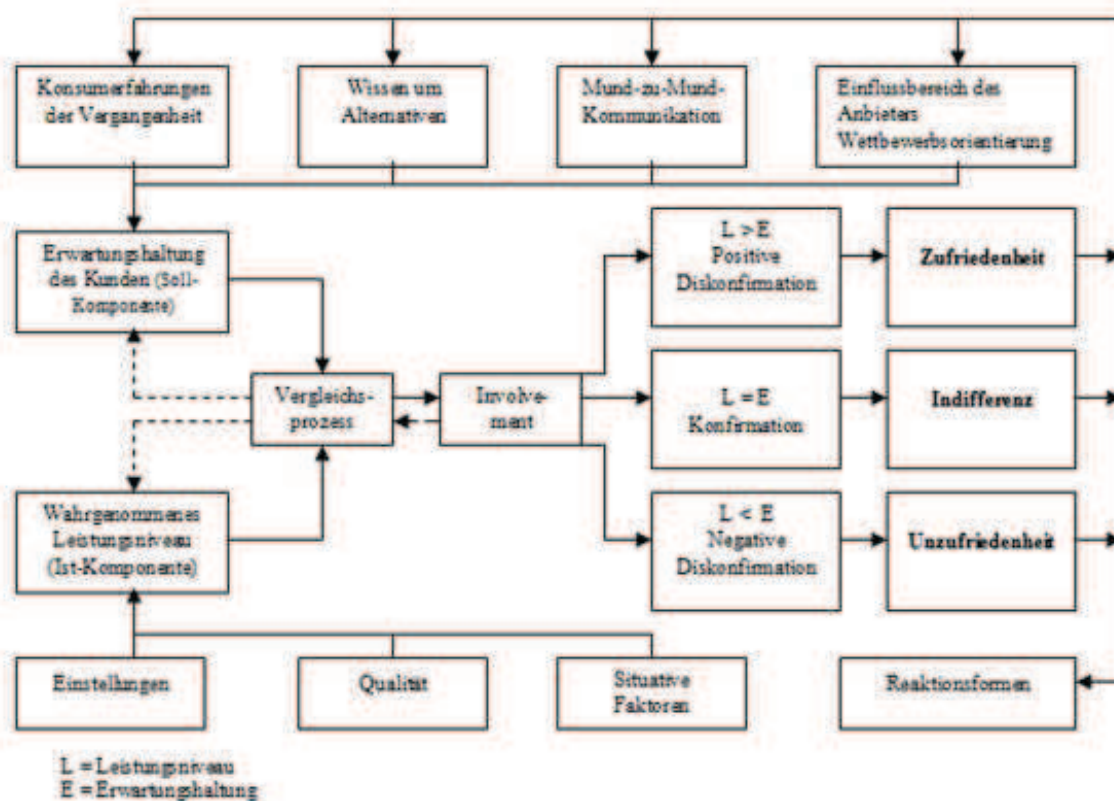 Konsumerfahrungen
der Vergangenheit
Wissen um
Alternativen
Mund-zu-Mund-
Kommunikation
Einflussbereich des
Anbieters
Wettbewerbsorientierung
Erwartungshaltung
des Kunden (Soll-
Komponente)
L > E
Positive
Diskonfirmation
Zufriedenheit
Vergleichs-
prozess
Involve-
ment
L = E
Konfirmation
Indifferenz
Wahrgenommenes
Leistungsniveau
(Ist-Komponente)
L < E
Negative
Diskonfirmation
Unzufriedenheit
Einstellungen
Qualität
Situative
Faktoren
Reaktionsformen
L = Leistungsniveau
E = Erwartungshaltung